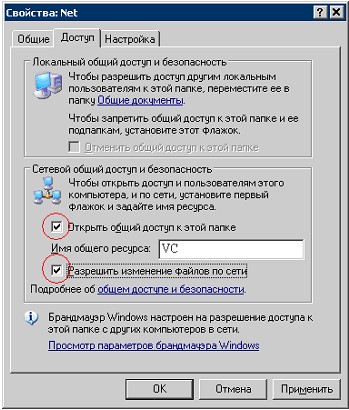 Свойства: Net
Общие
Доступ
Настройка
Локальный общий доступ и безопасность
Чтобы разрешить доступ другим локальным
пользователям к этой папке, переместите ее в
папку Общие документы.
Чтобы запретить общий доступ к этой папке и ее
подпапкам, установите этот флажок.
Отменить общий доступ к этой папке
Сетевой общий доступ и безопасность
Чтобы открыть доступ и пользователям этого
компьютера, и по сети, установите первый
флажок и задайте имя ресурса.
Открыть общий доступ к этой папке
Имя общего ресурса: VC
Разрешить изменение файлов по сети
Подробнее об общем доступе и безопасности.
Брандмауэр Windows настроен на разрешение доступа к
этой папке с других компьютеров в сети.
Просмотр параметров брандмауэра Windows
ОК
Отмена
Применить